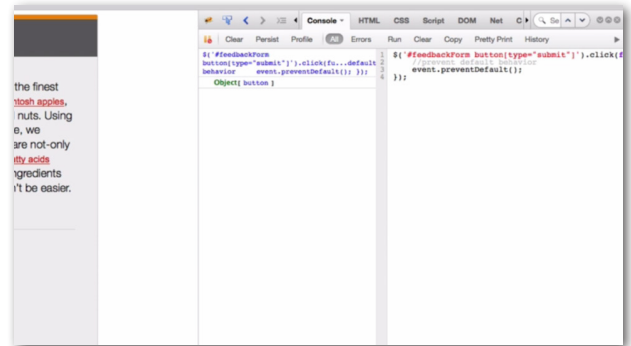 Console HTML CSS Script DOM Net C Se
Clear Persist Profile All Errors Run Clear Copy Pretty Print History
the finest
ntosh apples,
nuts. Using
e, we
are not-only
atty acids
ngredients
n't be easier.
$('#feedbackForm
button[type="submit"]').click(fu...default
behavior event.preventDefault(); });
Object[ button ]
1 $('#feedbackForm button[type="submit"]').click(f
2 //prevent default behavior
3 event.preventDefault();
4 });